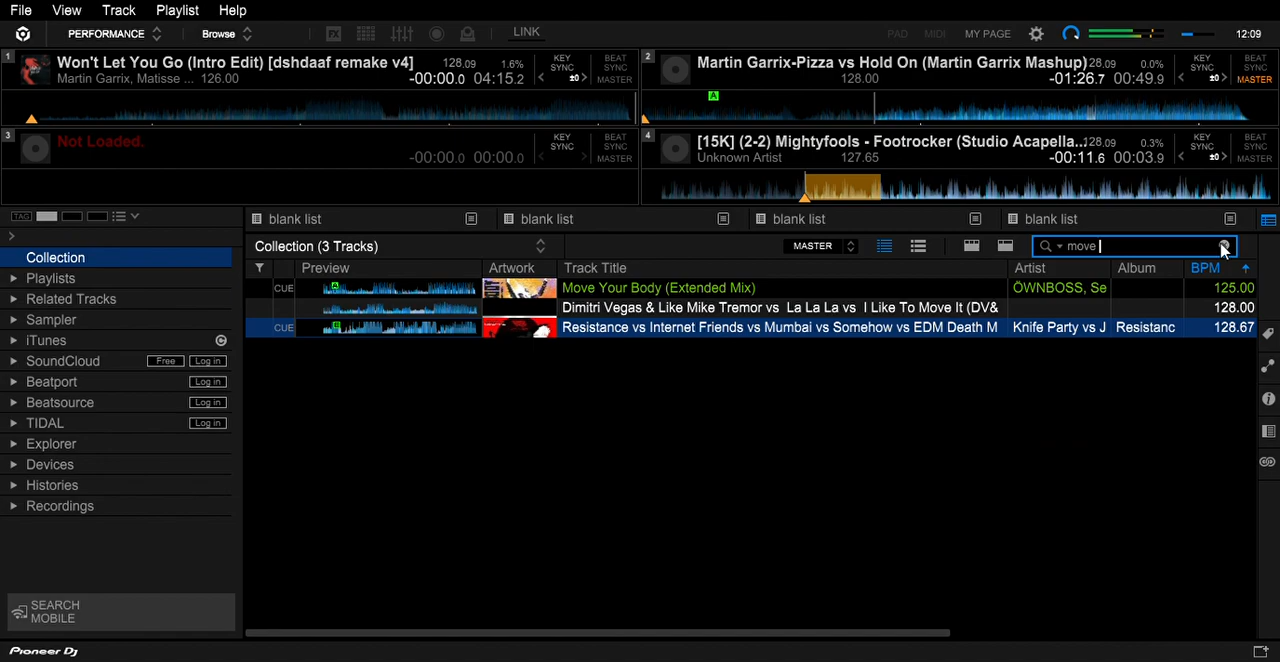 File View Track Playlist Help
PERFORMANCE Browse LINK PAD MIDI MY PAGE 12:09
1 Won't Let You Go (Intro Edit) [dshdaaf remake v4] 128.09 1.6% KEY SYNC BEAT SYNC
Martin Garrix, Matisse ... 126.00 -00:00.0 04:15.2 ±0 MASTER
2 Martin Garrix-Pizza vs Hold On (Martin Garrix Mashup) 128.09 0.0% KEY SYNC BEAT SYNC
128.00 -01:26.7 00:49.9 ±0 MASTER
A
3 Not Loaded. KEY SYNC BEAT SYNC
-00:00.0 00:00.0 MASTER
4 [15K] (2-2) Mightyfools - Footrocker (Studio Acapella... 128.09 0.3% KEY SYNC BEAT SYNC
Unknown Artist 127.65 -00:11.6 00:03.9 ±0 MASTER
TAG blank list blank list blank list blank list
Collection (3 Tracks) MASTER move
Preview Artwork Track Title Artist Album BPM
CUE A Move Your Body (Extended Mix) ÖWNBOSS, Se 125.00
Dimitri Vegas & Like Mike Tremor vs La La La vs I Like To Move It (DV& 128.00
CUE Resistance vs Internet Friends vs Mumbai vs Somehow vs EDM Death M Knife Party vs J Resistanc 128.67
Collection
Playlists
Related Tracks
Sampler
iTunes
SoundCloud Free Log in
Beatport Log in
Beatsource Log in
TIDAL Log in
Explorer
Devices
Histories
Recordings
SEARCH
MOBILE
Pioneer Dj